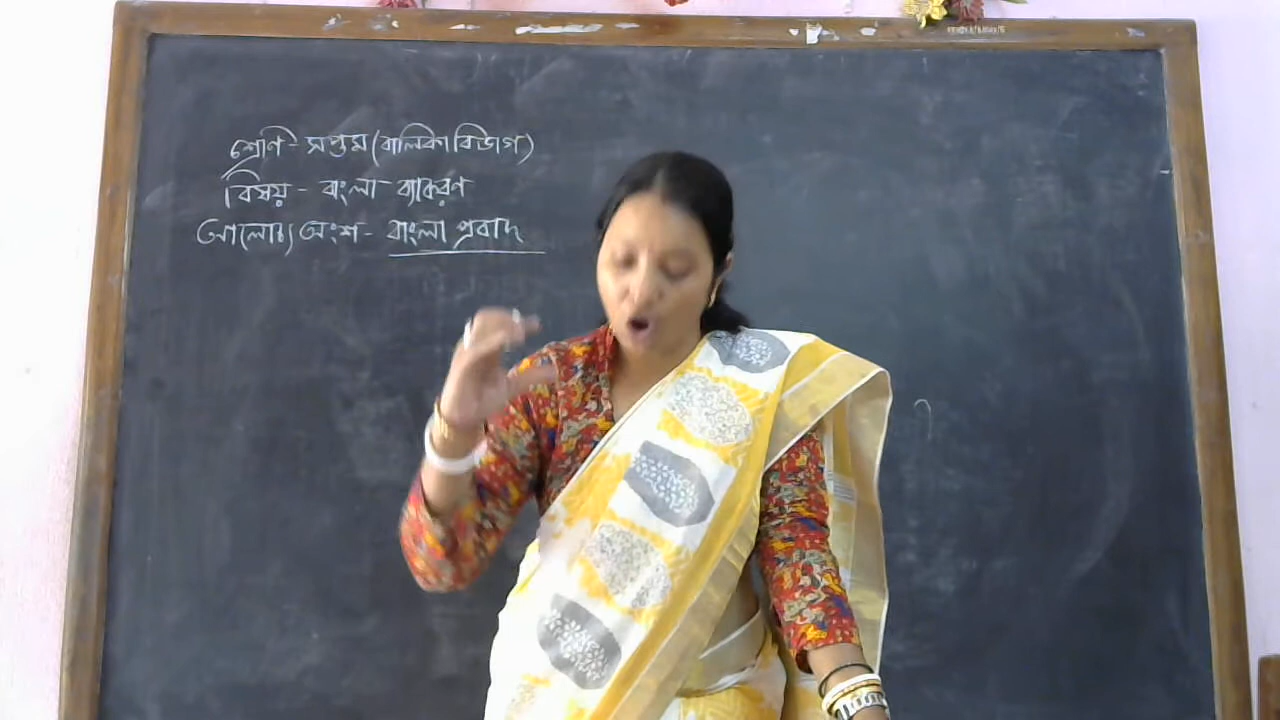 শ্রেণি - সপ্তম (বালিকা বিভাগ)
বিষয় - বাংলা ব্যাকরণ
আলোচ্য অংশ - বাংলা প্রবাদ